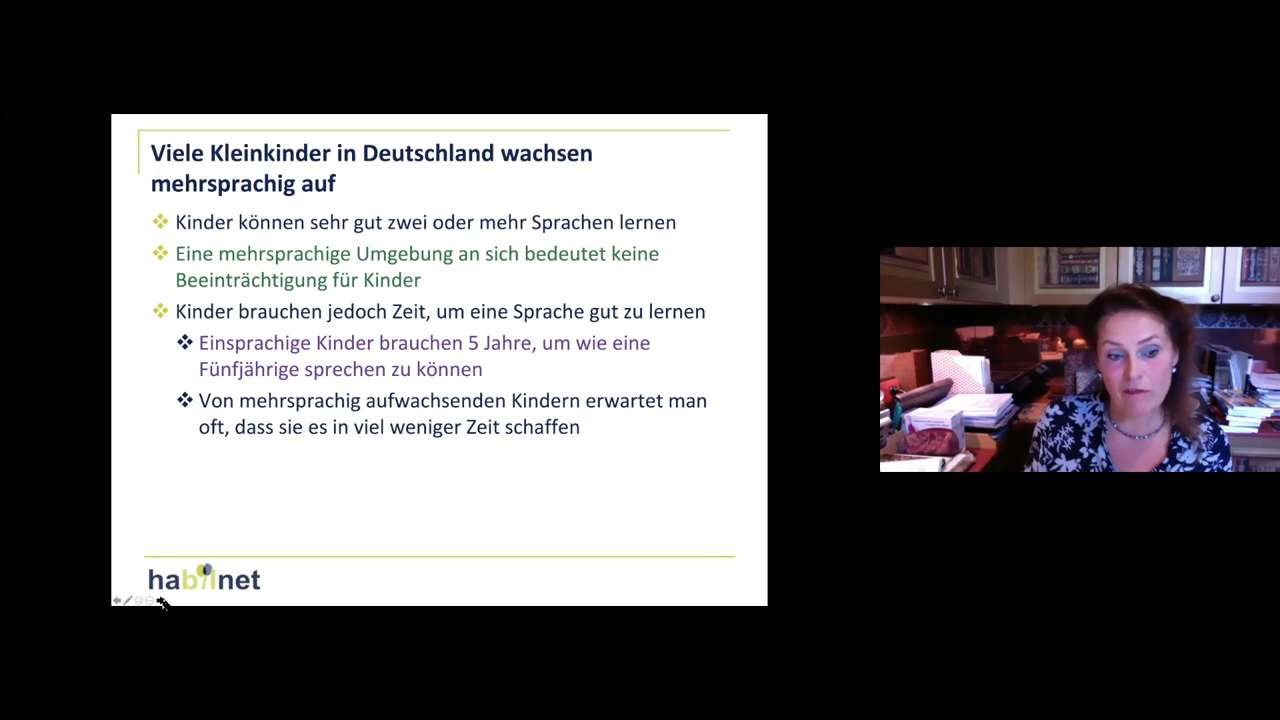 Viele Kleinkinder in Deutschland wachsen
mehrsprachig auf
Kinder können sehr gut zwei oder mehr Sprachen lernen
Eine mehrsprachige Umgebung an sich bedeutet keine
Beeinträchtigung für Kinder
Kinder brauchen jedoch Zeit, um eine Sprache gut zu lernen
Einsprachige Kinder brauchen 5 Jahre, um wie eine
Fünfjährige sprechen zu können
Von mehrsprachig aufwachsenden Kindern erwartet man
oft, dass sie es in viel weniger Zeit schaffen
habilnet